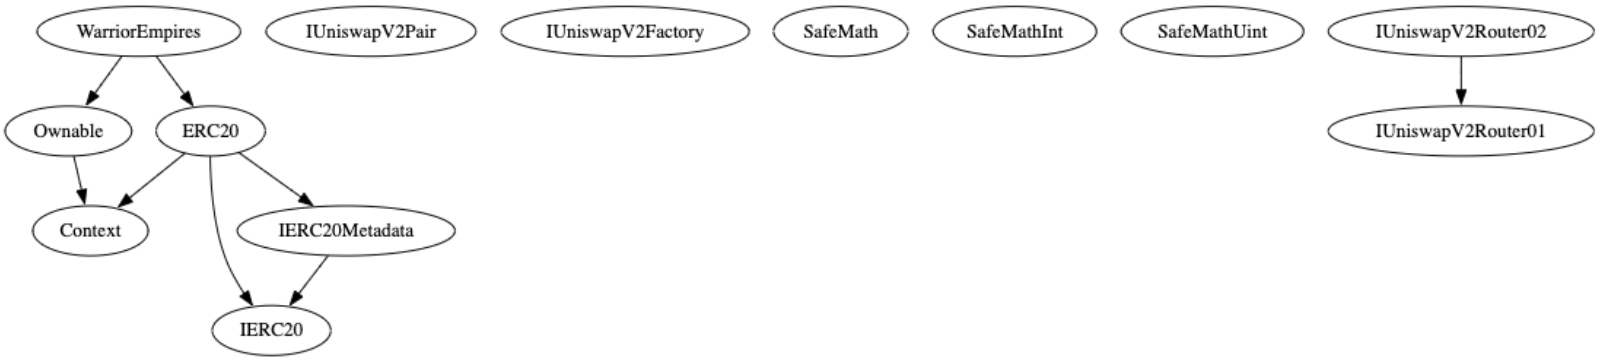 WarriorEmpires
IUniswapV2Pair
IUniswapV2Factory
SafeMath
SafeMathInt
SafeMathUint
IUniswapV2Router02
Ownable
ERC20
IUniswapV2Router01
Context
IERC20Metadata
IERC20